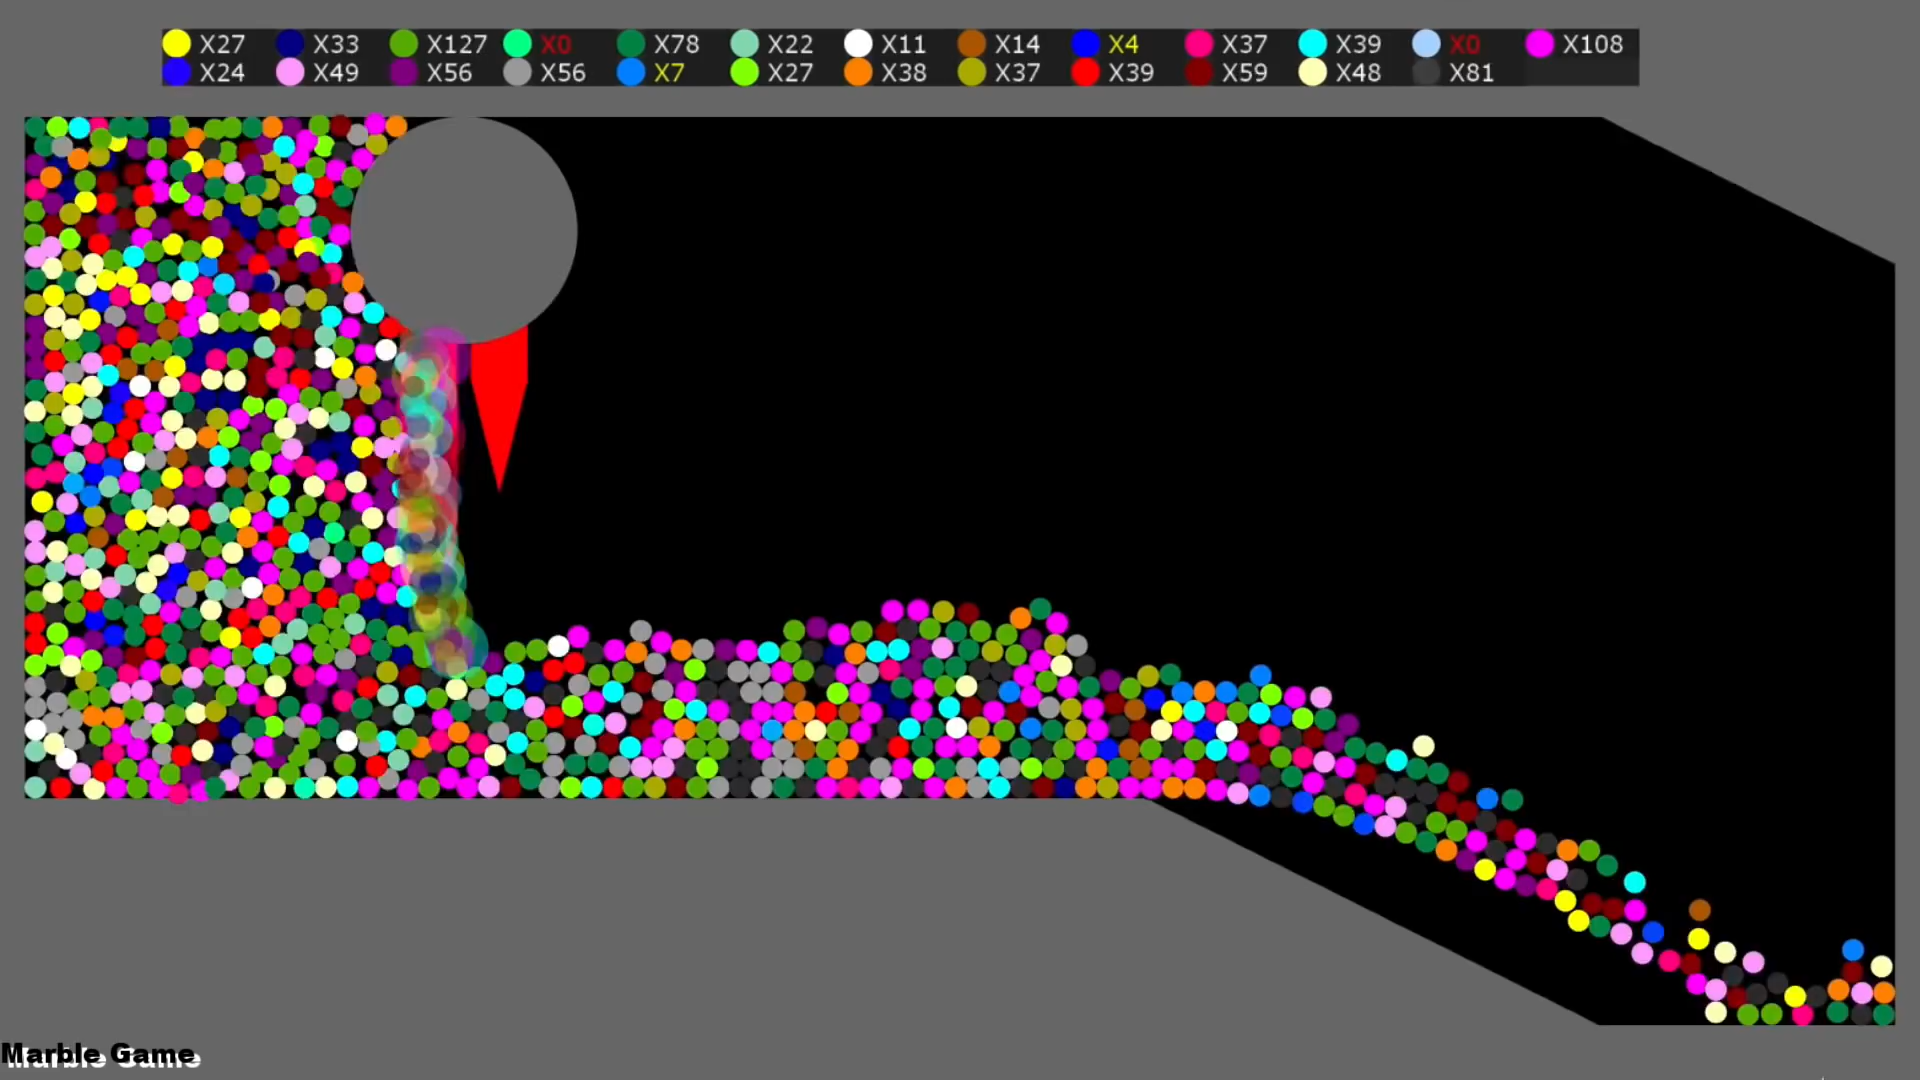 X27 X33 X127 X0 X78 X22 X11 X14 X4 X37 X39 X0 X108
X24 X49 X56 X56 X7 X27 X38 X37 X39 X59 X48 X81
Marble Game